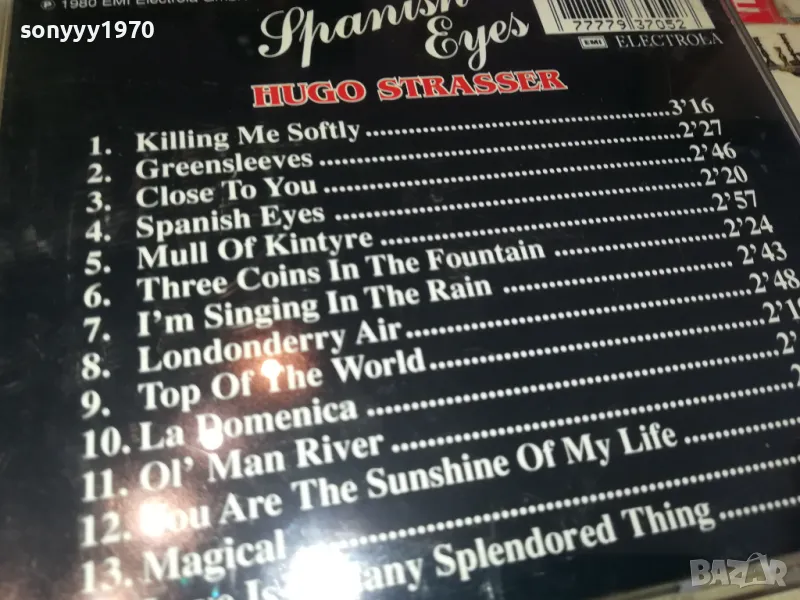 sonyyy1970
℗ 1980 EMI Electrola
Spanish
Eyes
77779 37052
EMI ELECTROLA
HUGO STRASSER
1. Killing Me Softly 3'16
2. Greensleeves 2'27
3. Close To You 2'46
4. Spanish Eyes 2'20
5. Mull Of Kintyre 2'57
6. Three Coins In The Fountain 2'24
7. I'm Singing In The Rain 2'43
8. Londonderry Air 2'48
9. Top Of The World
10. La Domenica
11. Ol' Man River
12. You Are The Sunshine Of My Life
13. Magical
Many Splendored Thing
BAZAR